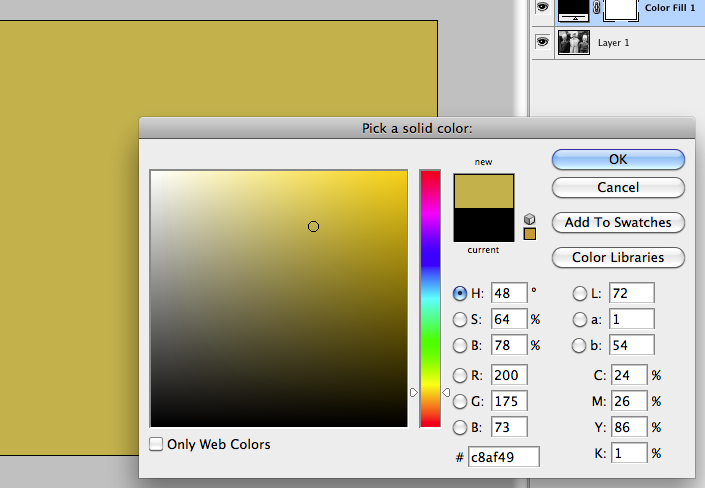 Color Fill 1
Layer 1
Pick a solid color:
new
current
OK
Cancel
Add To Swatches
Color Libraries
H: 48 °
S: 64 %
B: 78 %
R: 200
G: 175
B: 73
# c8af49
L: 72
a: 1
b: 54
C: 24 %
M: 26 %
Y: 86 %
K: 1 %
Only Web Colors